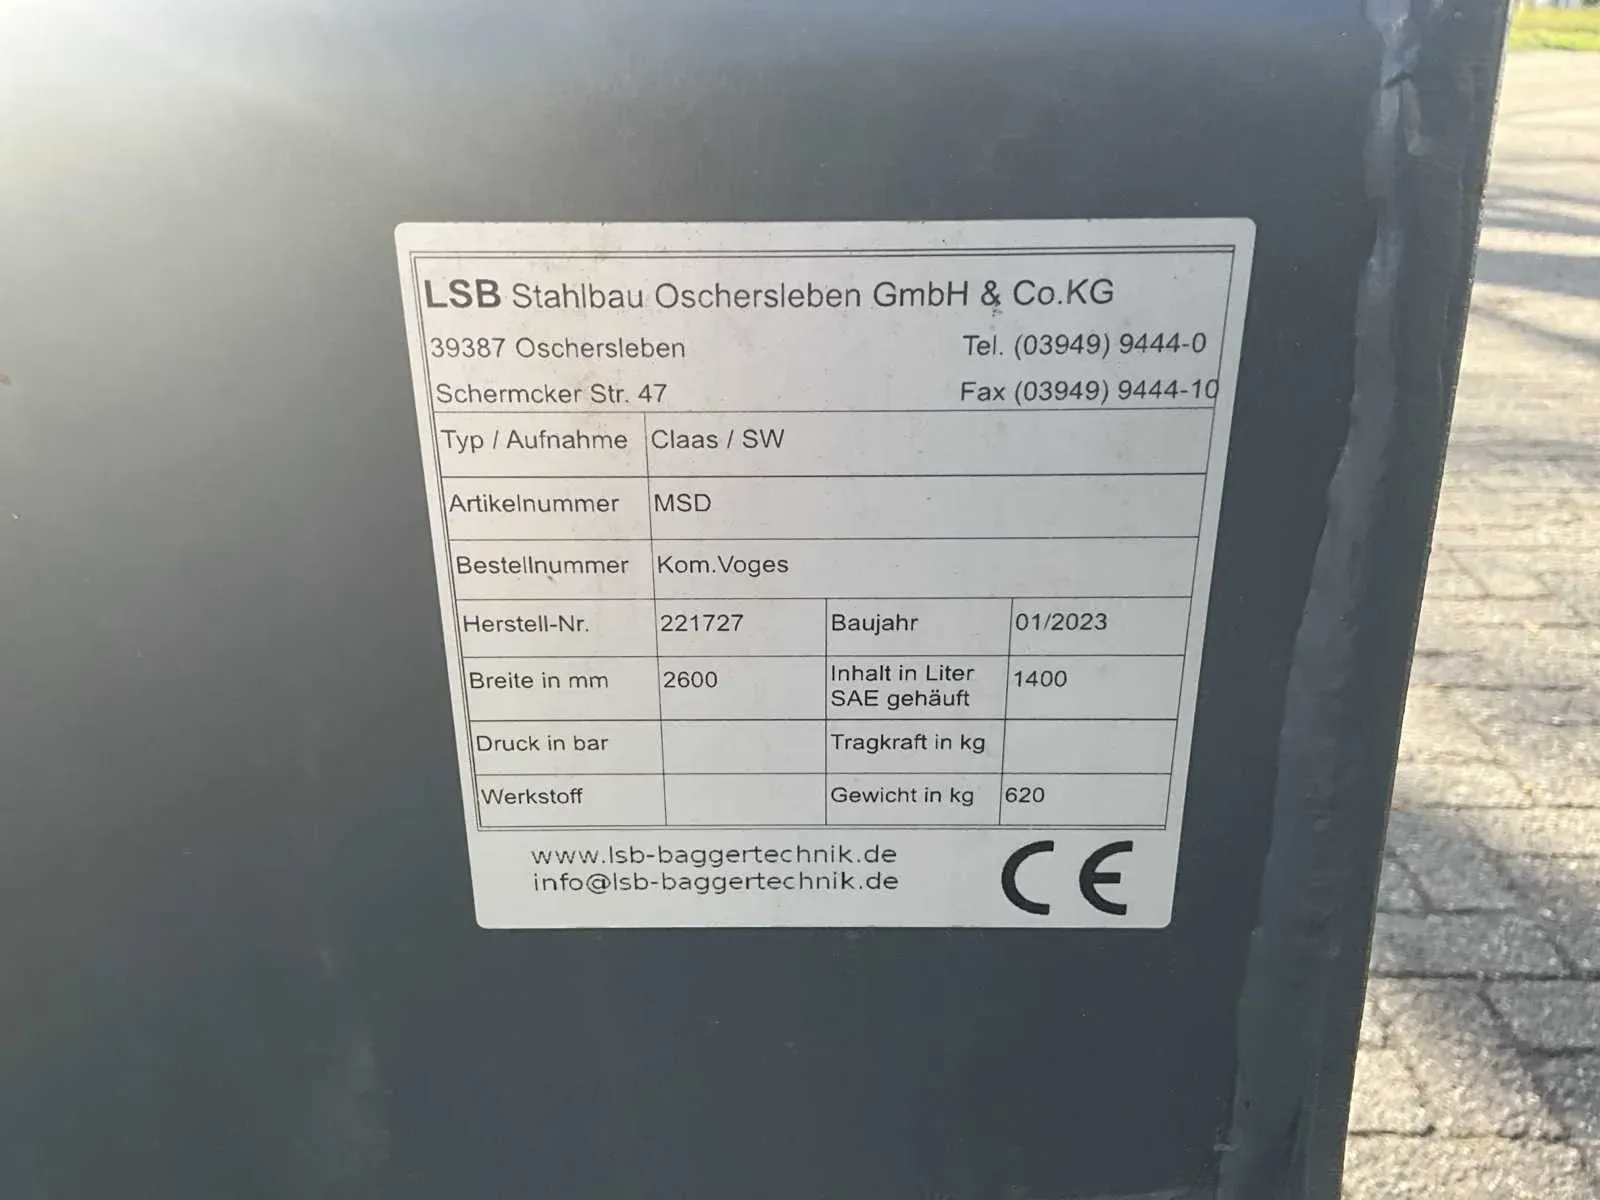 LSB Stahlbau Oschersleben GmbH & Co.KG
39387 Oschersleben Tel. (03949) 9444-0
Schermcker Str. 47 Fax (03949) 9444-10
Typ / Aufnahme Claas / SW
Artikelnummer MSD
Bestellnummer Kom.Voges
Herstell-Nr. 221727 Baujahr 01/2023
Breite in mm 2600 Inhalt in Liter SAE gehäuft 1400
Druck in bar Tragkraft in kg
Werkstoff Gewicht in kg 620
www.lsb-baggertechnik.de
info@lsb-baggertechnik.de
CE